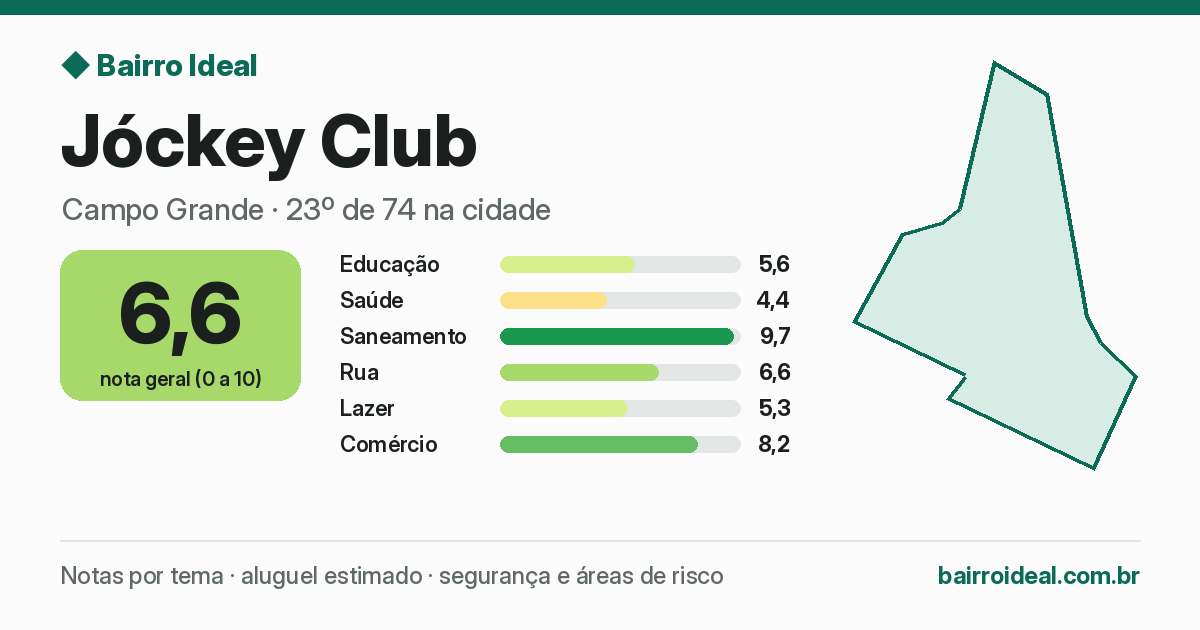 Bairro Ideal
Jóckey Club
Campo Grande · 23º de 74 na cidade
6,6
nota geral (0 a 10)
Educação 5,6
Saúde 4,4
Saneamento 9,7
Rua 6,6
Lazer 5,3
Comércio 8,2
Notas por tema · aluguel estimado · segurança e áreas de risco
bairroideal.com.br